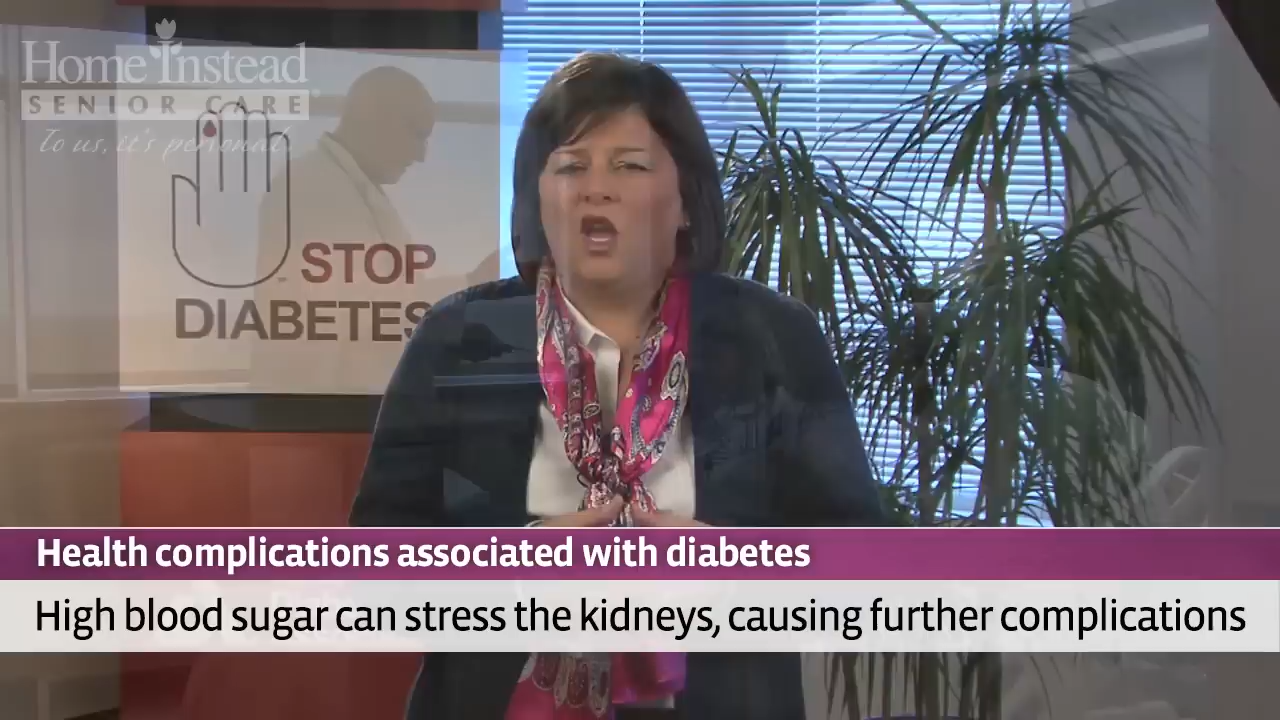 Home Instead
SENIOR CARE
To us, it's personal.
STOP
DIABETES
Health complications associated with diabetes
High blood sugar can stress the kidneys, causing further complications